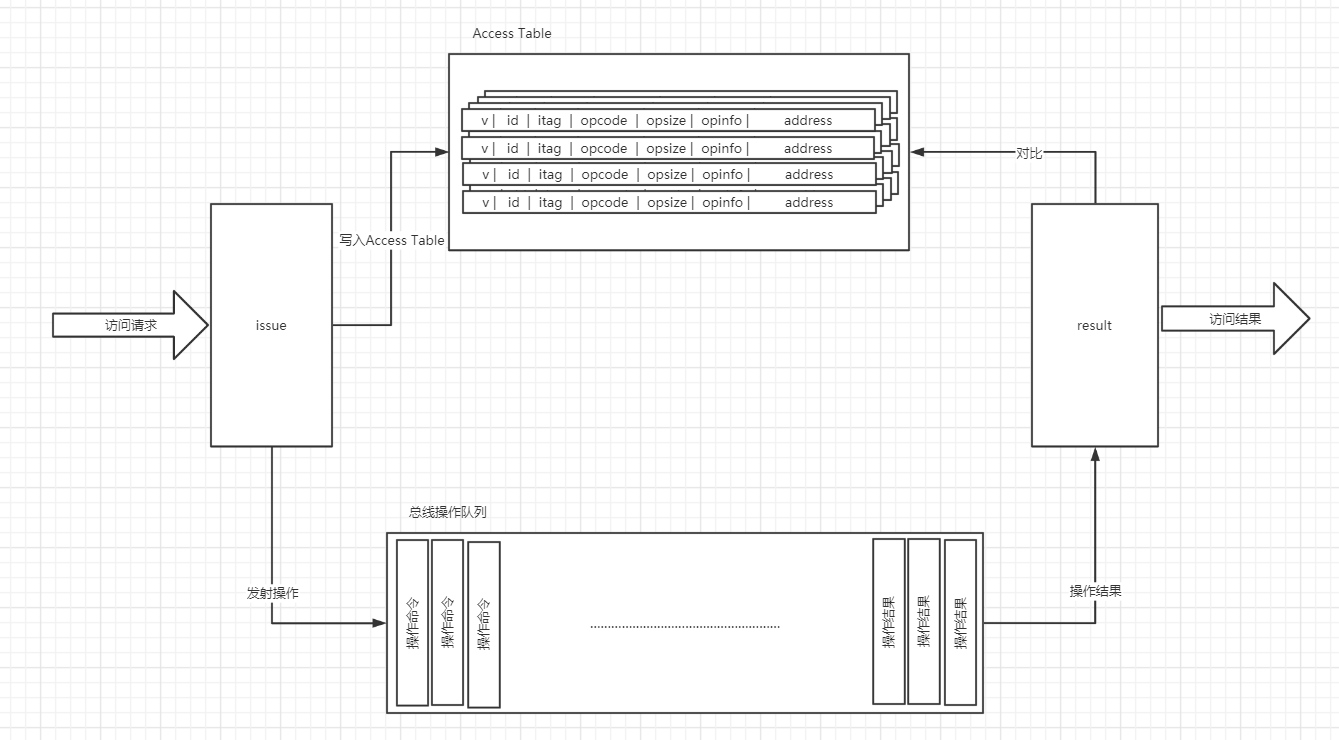 Access Table
v | id | itag | opcode | opsize | opinfo | address
v | id | itag | opcode | opsize | opinfo | address
v | id | itag | opcode | opsize | opinfo | address
v | id | itag | opcode | opsize | opinfo | address
对比
写入Access Table
访问请求
issue
result
访问结果
总线操作队列
发射操作
操作命令
操作命令
操作命令
操作结果
操作结果
操作结果
操作结果